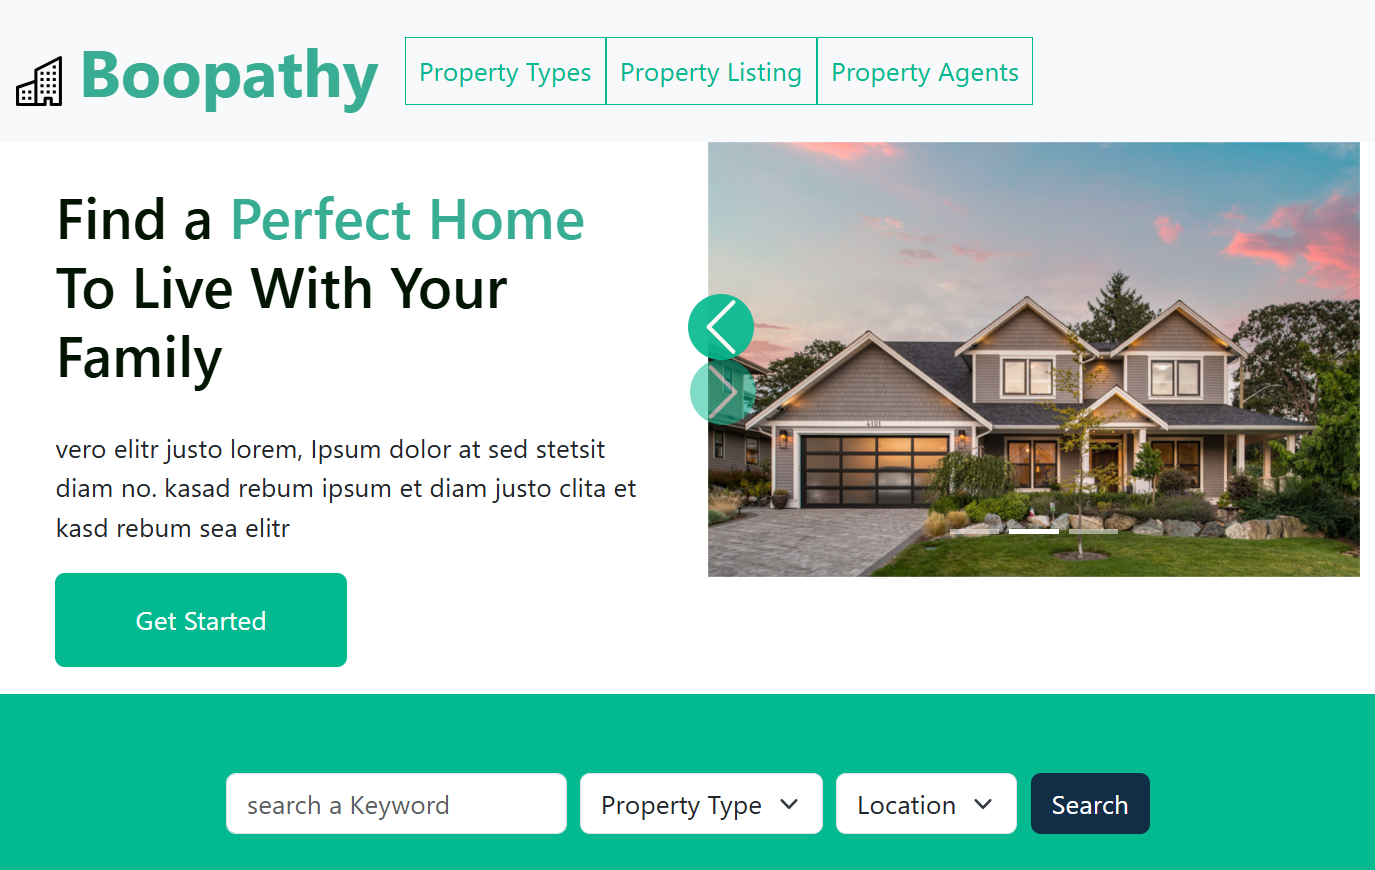 Boopathy
Property Types
Property Listing
Property Agents
Find a Perfect Home
To Live With Your
Family
vero elitr justo lorem, Ipsum dolor at sed stetsit
diam no. kasad rebum ipsum et diam justo clita et
kasd rebum sea elitr
Get Started
4101
search a Keyword
Property Type
Location
Search